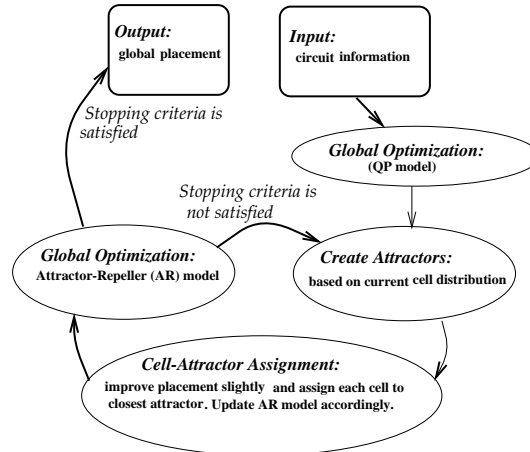 Output:
global placement
Input:
circuit information
Stopping criteria is
satisfied
Global Optimization:
(QP model)
Stopping criteria is
not satisfied
Global Optimization:
Attractor-Repeller (AR) model
Create Attractors:
based on current cell distribution
Cell-Attractor Assignment:
improve placement slightly and assign each cell to
closest attractor. Update AR model accordingly.